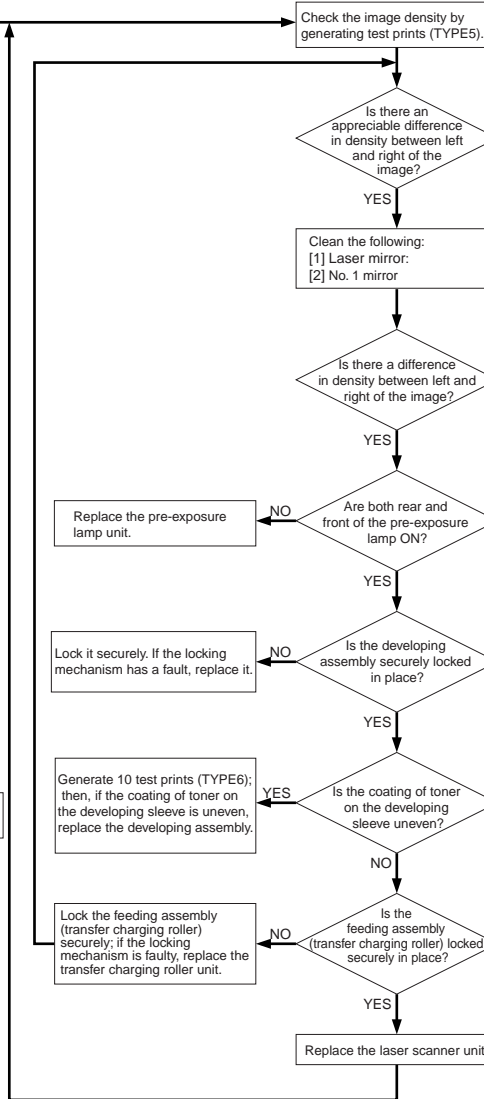 Check the image density by
generating test prints (TYPE5).
Is there an
appreciable difference
in density between left
and right of the
image?
YES
Clean the following:
[1] Laser mirror:
[2] No. 1 mirror
Is there a difference
in density between left and
right of the image?
YES
Are both rear and
front of the pre-exposure
lamp ON?
NO
Replace the pre-exposure
lamp unit.
YES
Is the developing
assembly securely locked
in place?
NO
Lock it securely. If the locking
mechanism has a fault, replace it.
YES
Is the coating of toner
on the developing
sleeve uneven?
YES
Generate 10 test prints (TYPE6);
then, if the coating of toner on
the developing sleeve is uneven,
replace the developing assembly.
NO
Is the
feeding assembly
(transfer charging roller) locked
securely in place?
NO
Lock the feeding assembly
(transfer charging roller)
securely; if the locking
mechanism is faulty, replace the
transfer charging roller unit.
YES
Replace the laser scanner unit